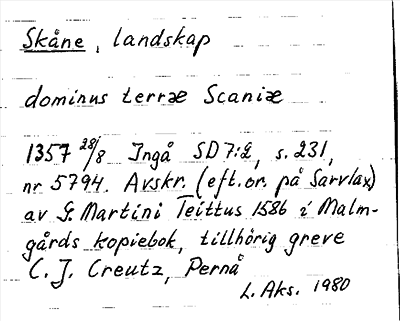 Skåne, landskap
dominus terræ Scaniæ
1357 28/8 Ingå SD 7:2, s. 231,
nr 5794. Avskr. (eft. or. på Sarvlax)
av G. Martini Teittus 1586 i Malm-
gårds kopiebok, tillhörig greve
C. J. Creutz, Pernå
L. Aks. 1980